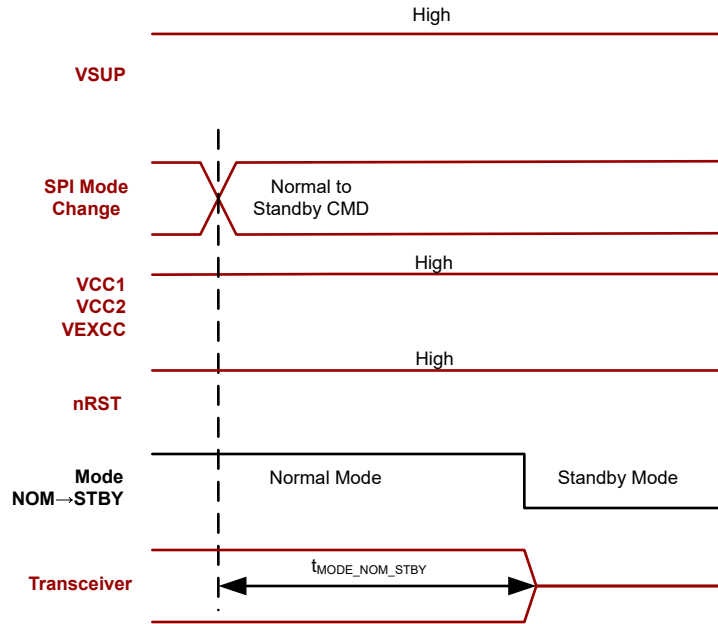 High
VSUP
SPI Mode
Change
Normal to
Standby CMD
High
VCC1
VCC2
VEXCC
High
nRST
Mode
NOM→STBY
Normal Mode
Standby Mode
Transceiver
tMODE_NOM_STBY